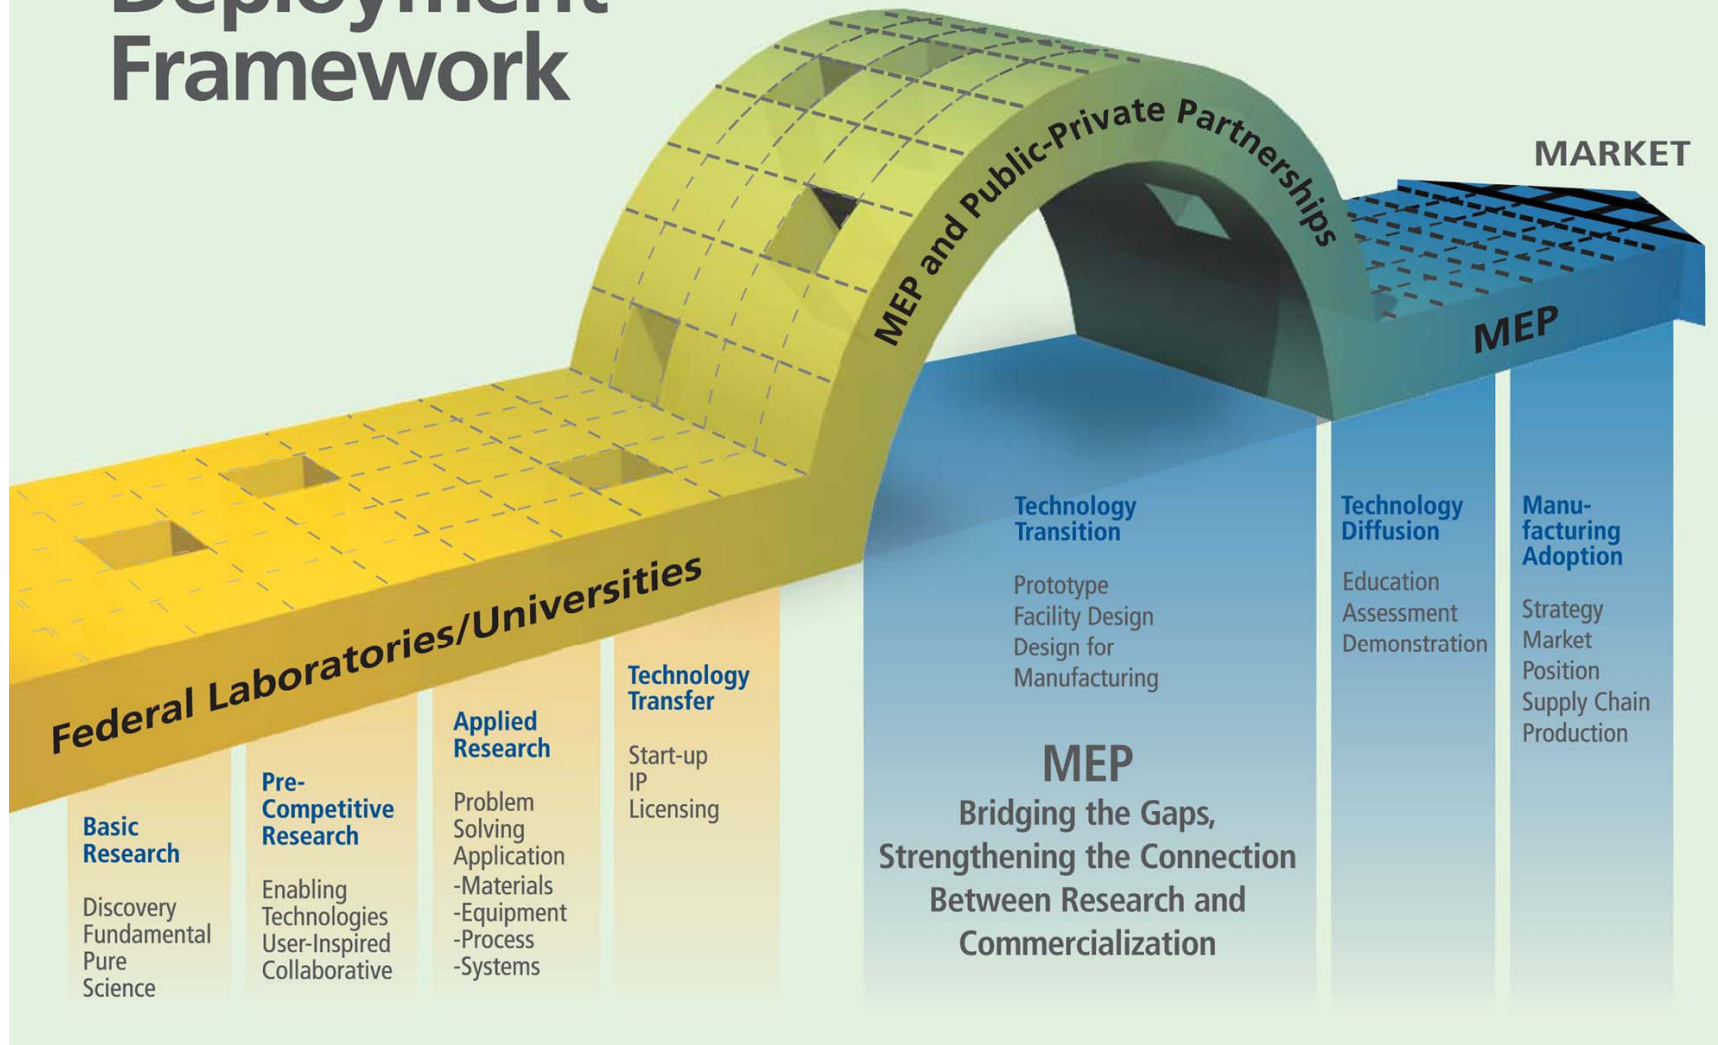 Deployment
Framework
MARKET
MEP and Public-Private Partnerships
MEP
Federal Laboratories/Universities
Basic
Research
Discovery
Fundamental
Pure
Science
Pre-
Competitive
Research
Enabling
Technologies
User-Inspired
Collaborative
Applied
Research
Problem
Solving
Application
-Materials
-Equipment
-Process
-Systems
Technology
Transfer
Start-up
IP
Licensing
Technology
Transition
Prototype
Facility Design
Design for
Manufacturing
MEP
Bridging the Gaps,
Strengthening the Connection
Between Research and
Commercialization
Technology
Diffusion
Education
Assessment
Demonstration
Manu-
facturing
Adoption
Strategy
Market
Position
Supply Chain
Production